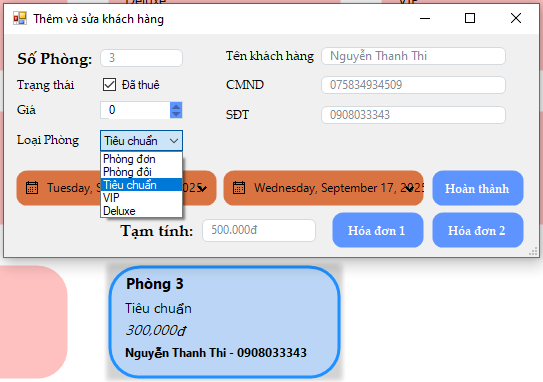 Deluxe
VIP
Thêm và sửa khách hàng
Số Phòng: 3
Tên khách hàng Nguyễn Thanh Thi
Trạng thái Đã thuê
CMND 075834934509
Giá 0
SĐT 0908033343
Loại Phòng Tiêu chuẩn
Phòng đơn
Phòng đôi
Tiêu chuẩn
VIP
Deluxe
Tuesday, S 2025
Wednesday, September 17, 2025
Hoàn thành
Tạm tính: 500.000đ
Hóa đơn 1
Hóa đơn 2
Phòng 3
Tiêu chuẩn
300,000đ
Nguyễn Thanh Thi - 0908033343